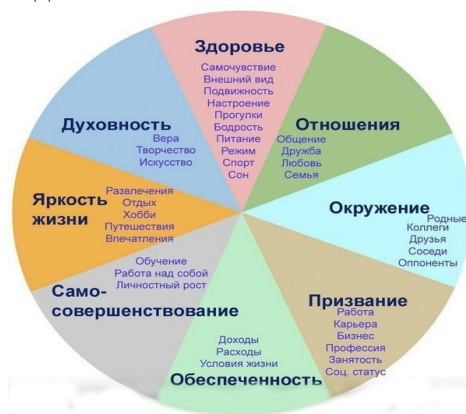 Здоровье
Самочувствие
Внешний вид
Подвижность
Настроение
Прогулки
Бодрость
Питание
Режим
Спорт
Сон
Отношения
Общение
Дружба
Любовь
Семья
Окружение
Родные
Коллеги
Друзья
Соседи
Оппоненты
Призвание
Работа
Карьера
Бизнес
Профессия
Занятость
Соц. статус
Доходы
Расходы
Условия жизни
Обеспеченность
Обучение
Работа над собой
Личностный рост
Само-
совершенствование
Яркость
жизни
Развлечения
Отдых
Хобби
Путешествия
Впечатления
Духовность
Вера
Творчество
Искусство